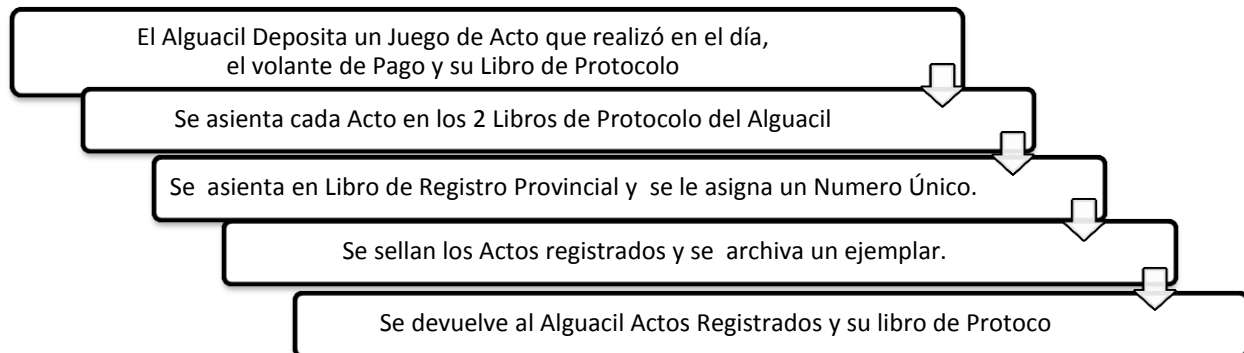 El Alguacil Deposita un Juego de Acto que realizó en el día,
el volante de Pago y su Libro de Protocolo
Se asienta cada Acto en los 2 Libros de Protocolo del Alguacil
Se asienta en Libro de Registro Provincial y se le asigna un Numero Único.
Se sellan los Actos registrados y se archiva un ejemplar.
Se devuelve al Alguacil Actos Registrados y su libro de Protoco